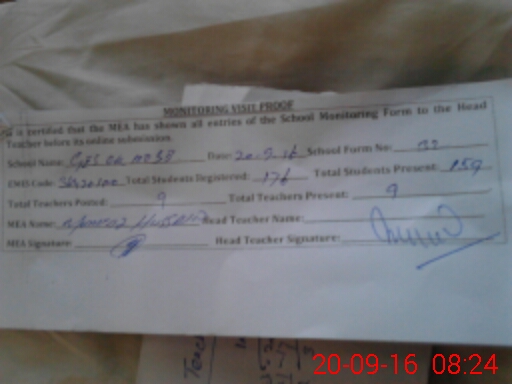 MONITORING VISIT PROOF
is certified that the MEA has shown all entries of the School Monitoring Form to the Head
Teacher before its online submission.
School Name: Date: 20-9-16 School Form No:
EMIS Code: Total Students Registered: 176 Total Students Present: 159
Total Teachers Posted: 9 Total Teachers Present: 9
MEA Name: Head Teacher Name:
MEA Signature: Head Teacher Signature:
20-09-16 08:24